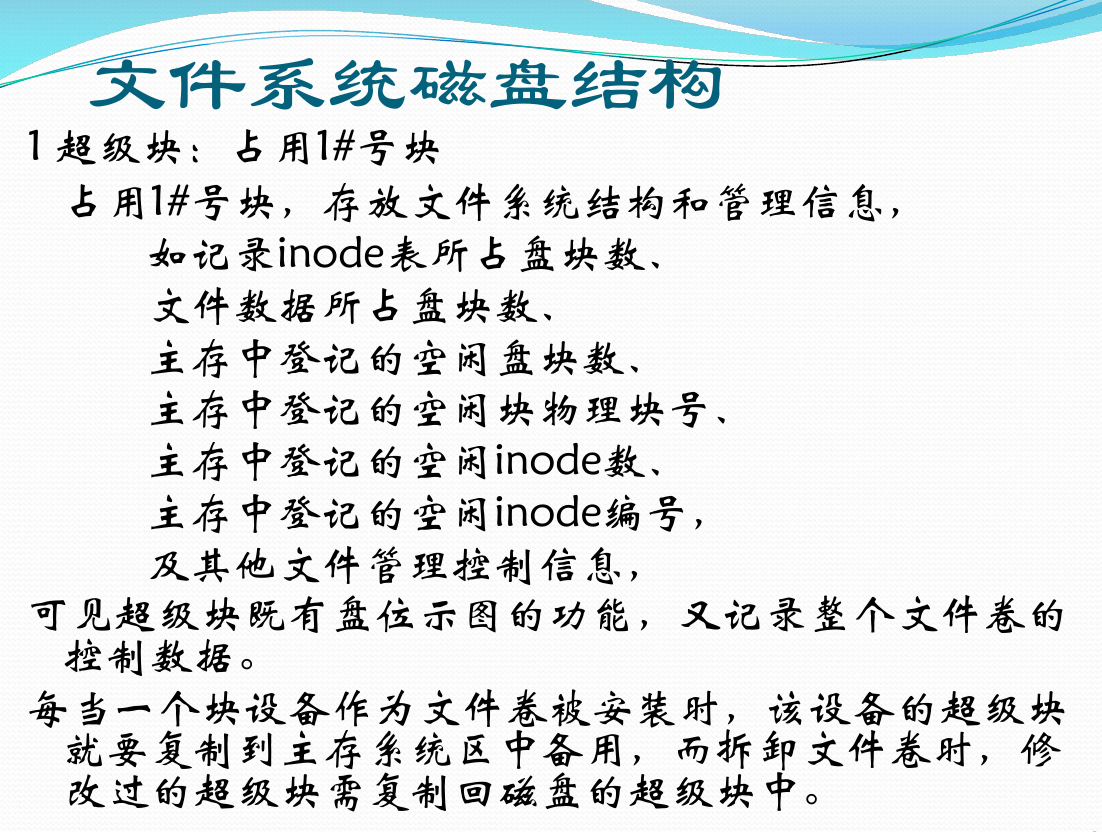 文件系统磁盘结构
1 超级块：占用1#号块
占用1#号块，存放文件系统结构和管理信息，
如记录inode表所占盘块数、
文件数据所占盘块数、
主存中登记的空闲盘块数、
主存中登记的空闲块物理块号、
主存中登记的空闲inode数、
主存中登记的空闲inode编号，
及其他文件管理控制信息，
可见超级块既有盘位示图的功能，又记录整个文件卷的
控制数据。
每当一个块设备作为文件卷被安装时，该设备的超级块
就要复制到主存系统区中备用，而拆卸文件卷时，修
改过的超级块需复制回磁盘的超级块中。